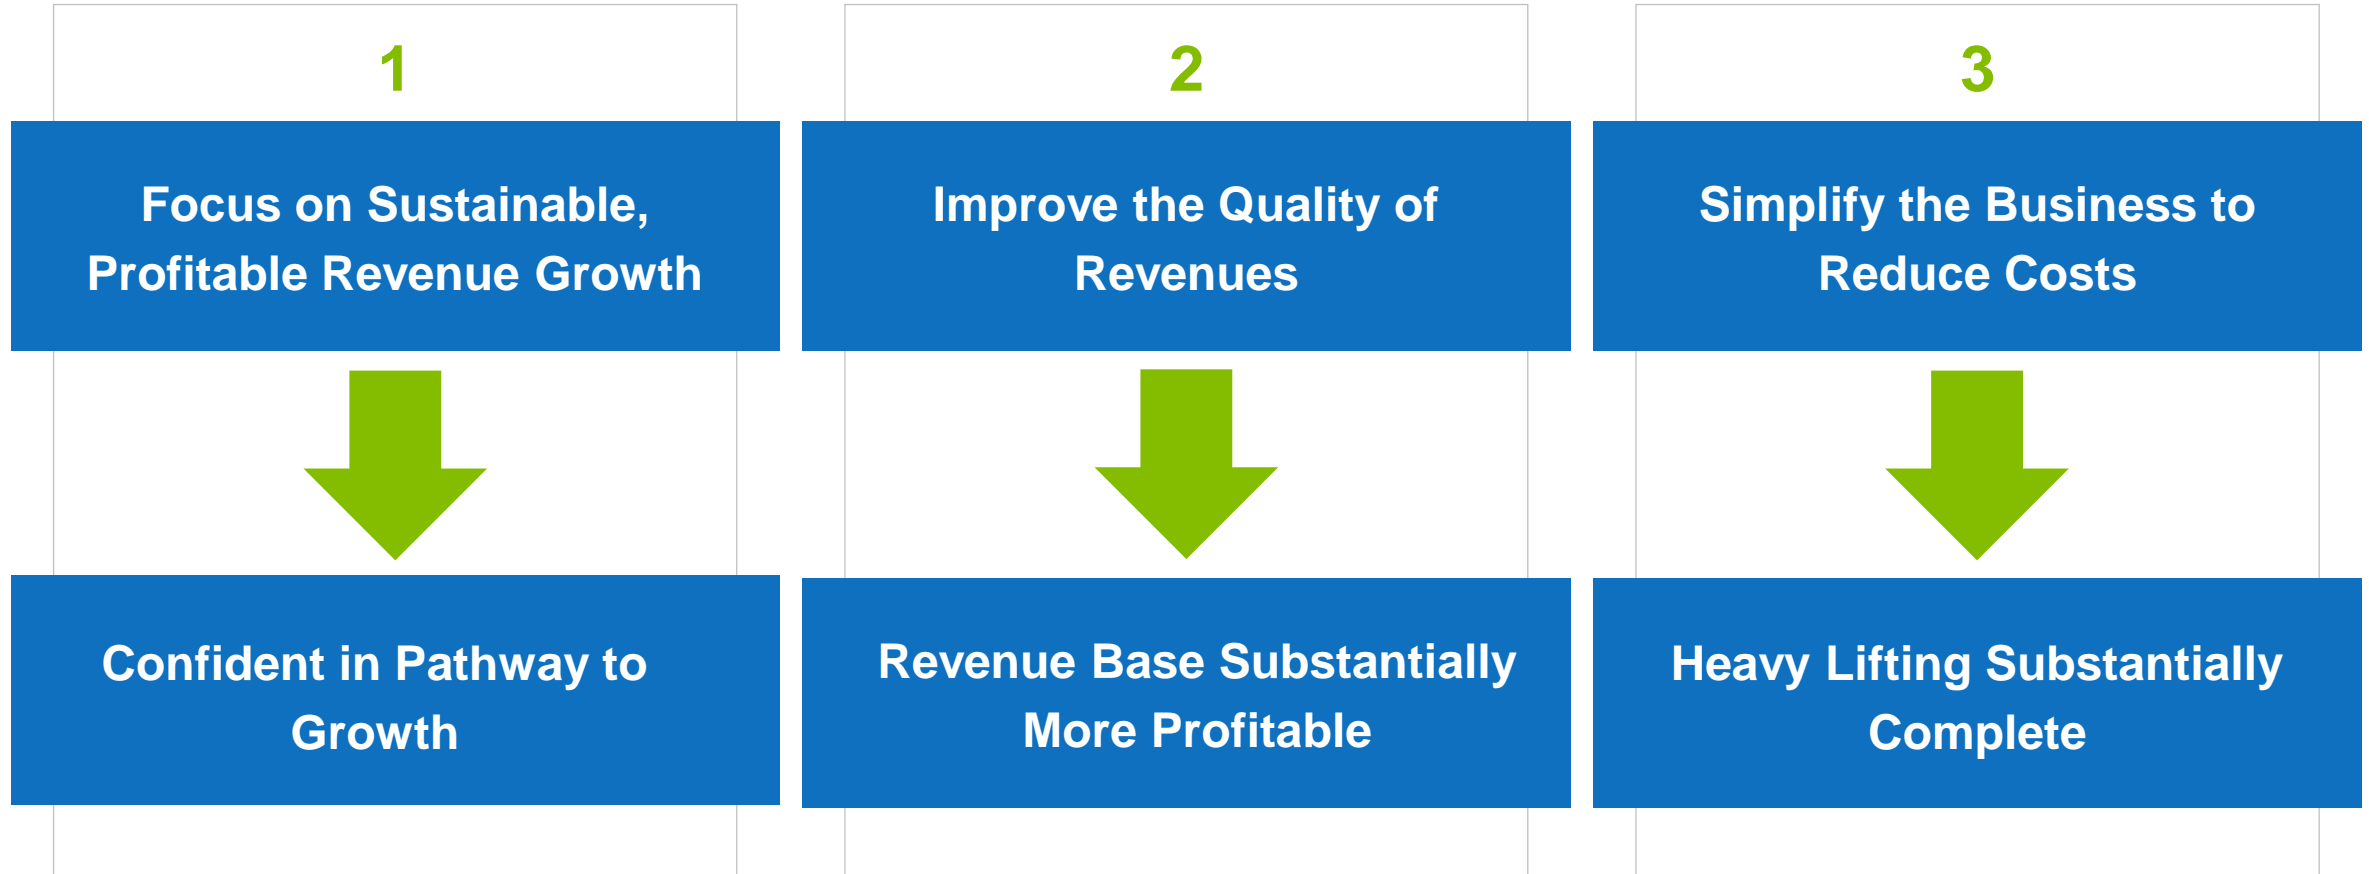 1
Focus on Sustainable,
Profitable Revenue Growth
Confident in Pathway to
Growth
2
Improve the Quality of
Revenues
Revenue Base Substantially
More Profitable
3
Simplify the Business to
Reduce Costs
Heavy Lifting Substantially
Complete